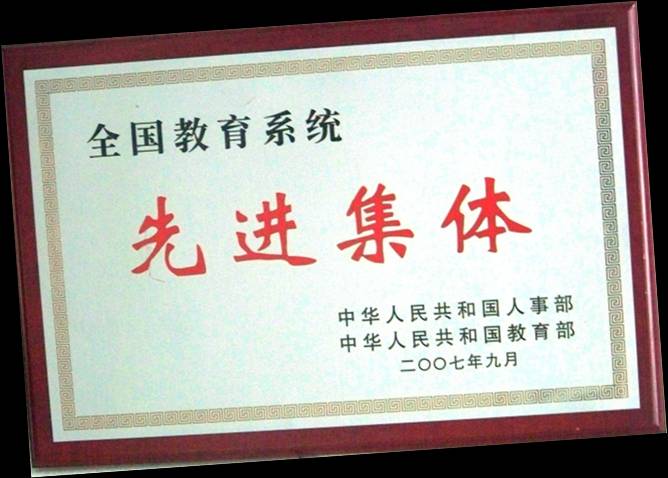 全国教育系统
先进集体
中华人民共和国人事部
中华人民共和国教育部
二〇〇七年九月